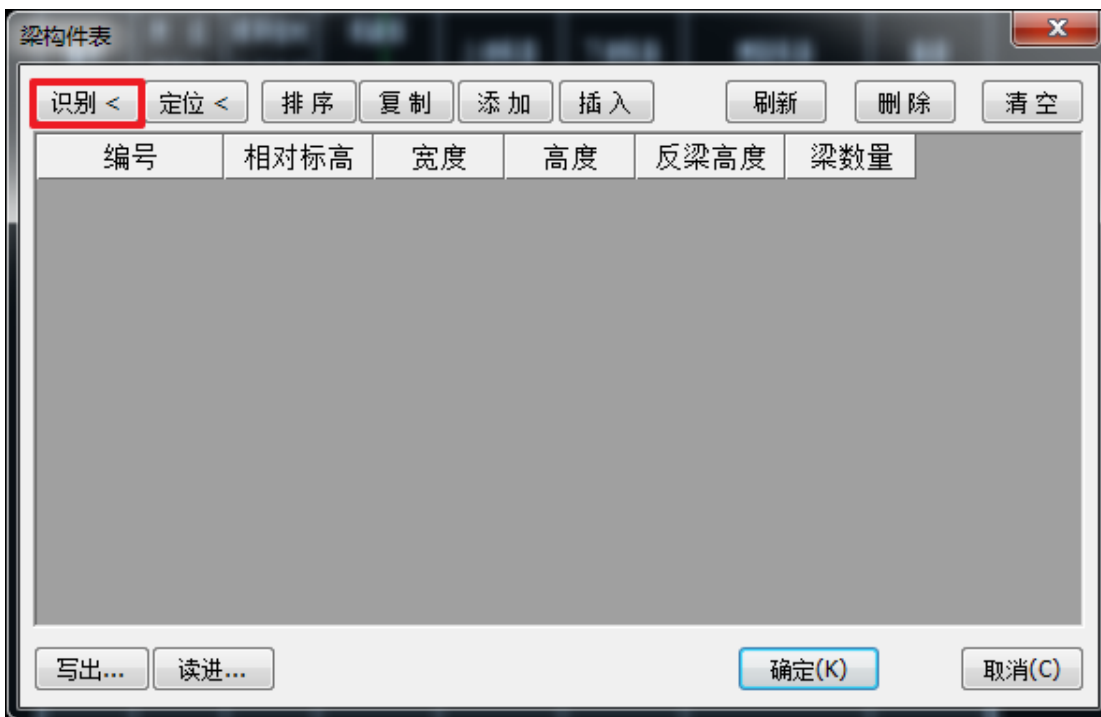 梁构件表
识别 < 定位 < 排 序 复 制 添 加 插 入 刷新 删 除 清 空
编号 相对标高 宽度 高度 反梁高度 梁数量
写出... 读进... 确定(K) 取消(C)